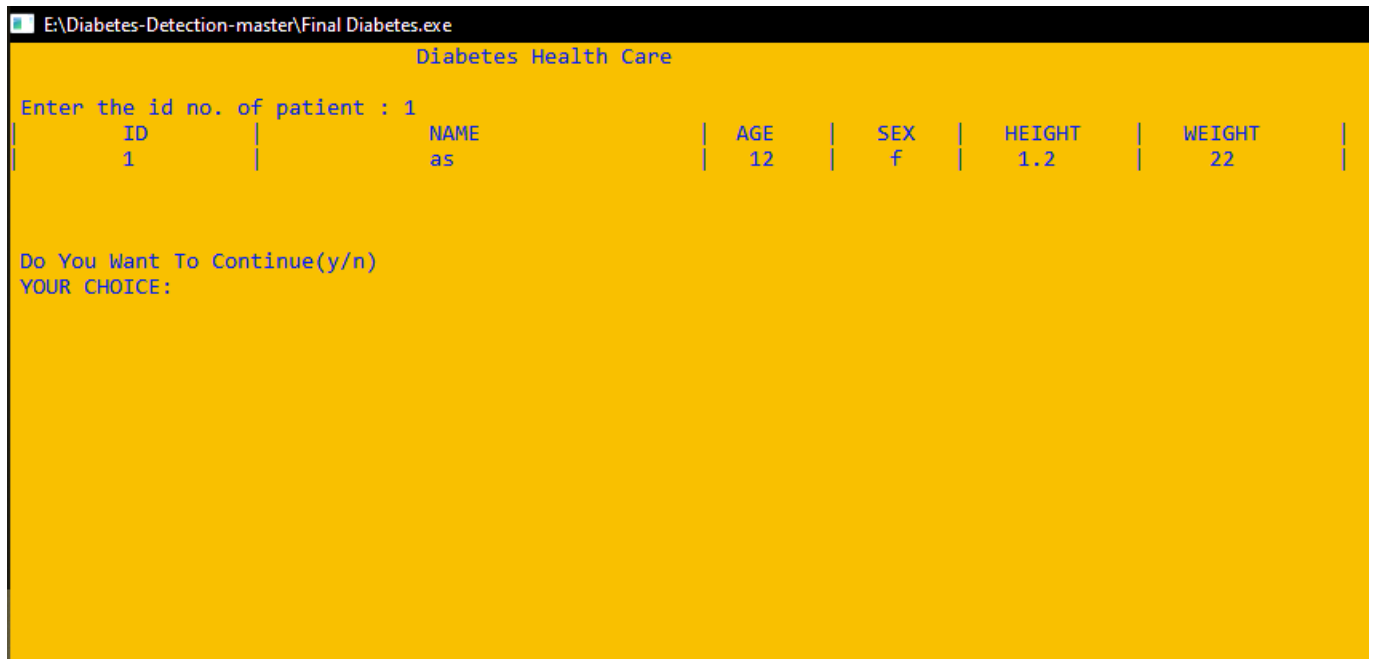 E:\Diabetes-Detection-master\Final Diabetes.exe
Diabetes Health Care
Enter the id no. of patient : 1
| ID | NAME | AGE | SEX | HEIGHT | WEIGHT |
| 1 | as | 12 | f | 1.2 | 22 |
Do You Want To Continue(y/n)
YOUR CHOICE: